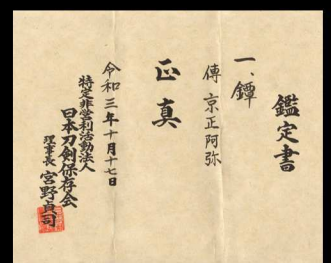 鑑定書
一、鐔
傳 京正阿弥
正真
令和三年十月十七日
特定非営利活動法人
日本刀剣保存会
理事長 宮野貞司